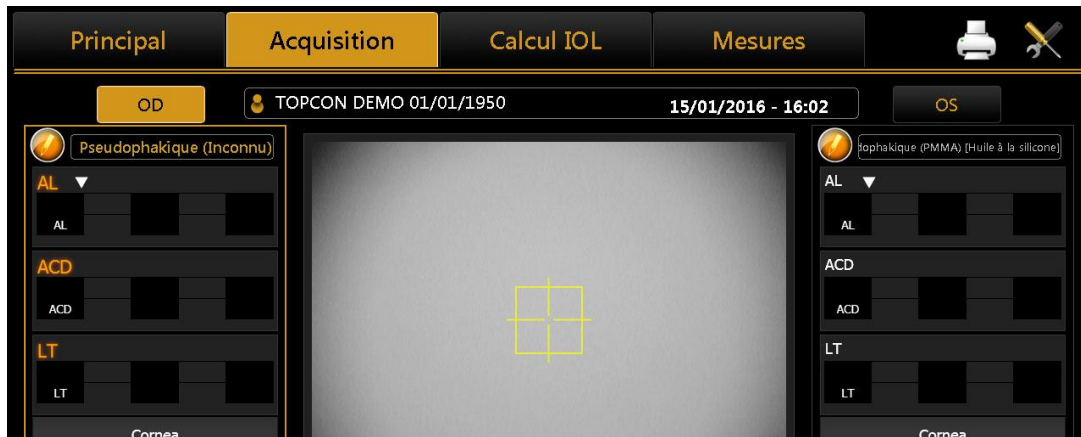 Principal Acquisition Calcul IOL Mesures
OD TOPCON DEMO 01/01/1950 15/01/2016 - 16:02 OS
Pseudophakique (Inconnu)
AL
AL
ACD
ACD
LT
LT
Cornea
(PMMA) [Huile à la silicone]
AL
AL
ACD
ACD
LT
LT
Cornea